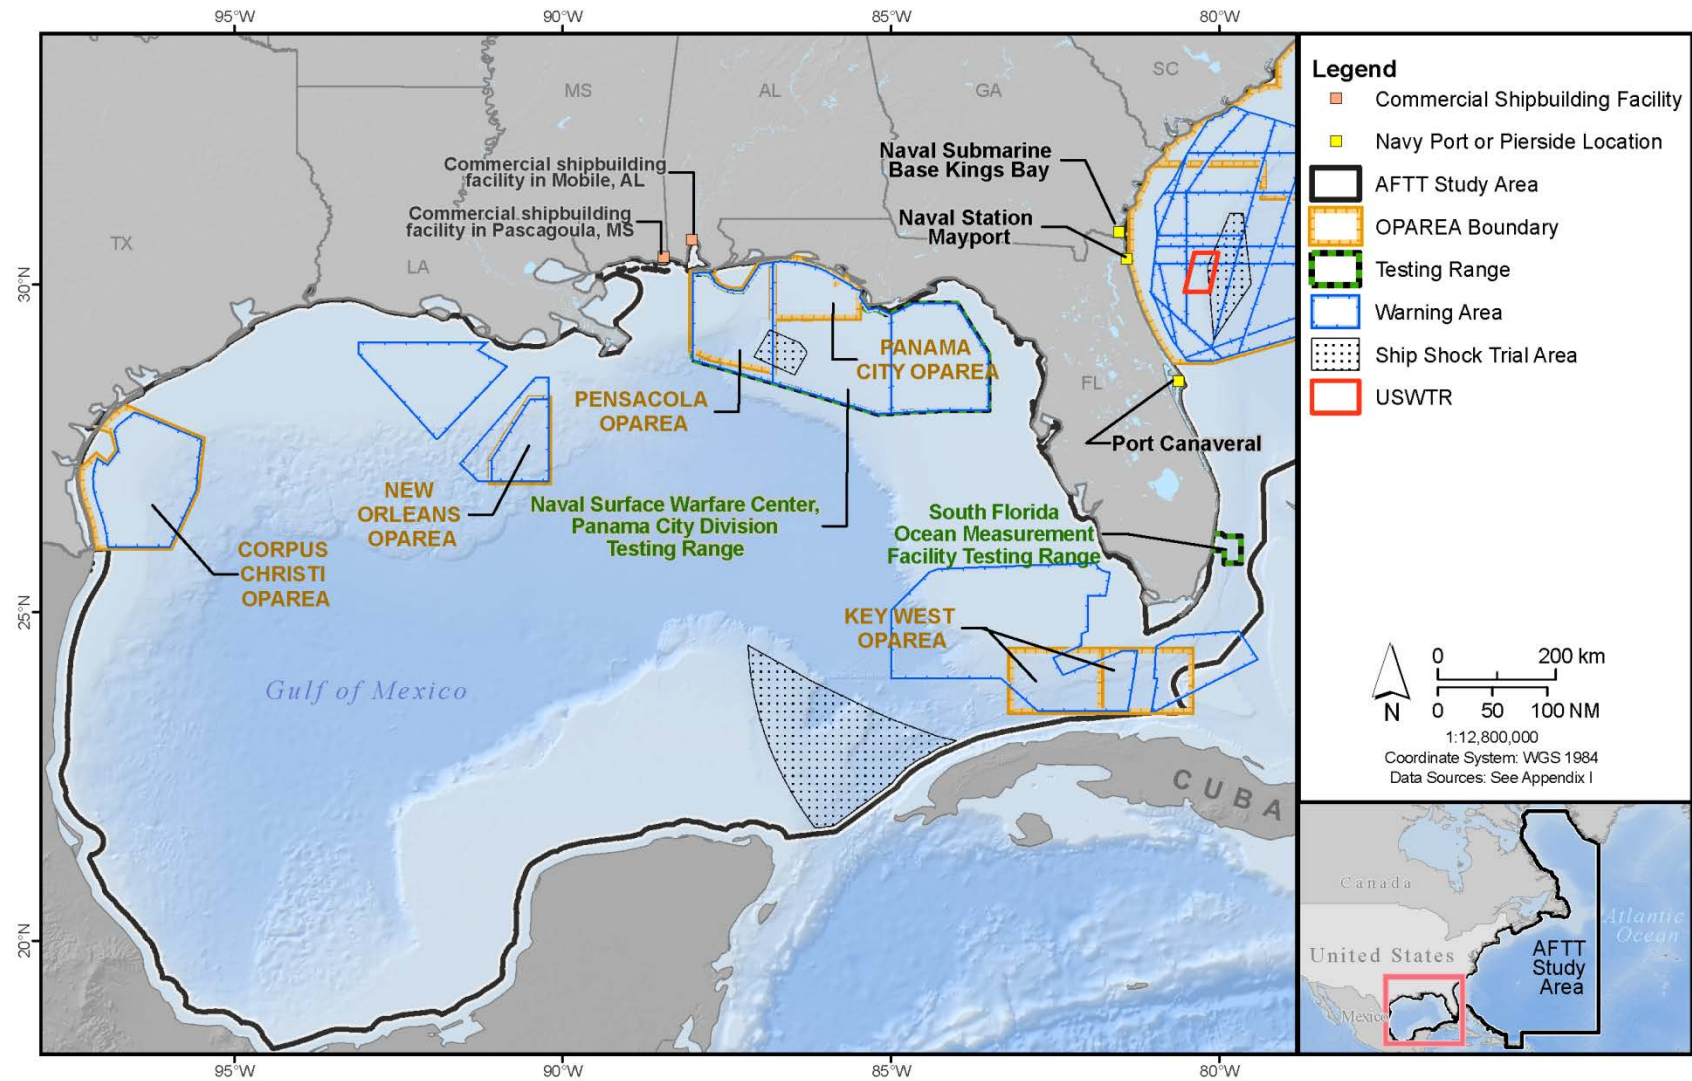 95°W
90°W
85°W
80°W
MS
AL
GA
SC
TX
LA
FL
30°N
25°N
20°N
Commercial shipbuilding
facility in Mobile, AL
Commercial shipbuilding
facility in Pascagoula, MS
Naval Submarine
Base Kings Bay
Naval Station
Mayport
PANAMA
CITY OPAREA
PENSACOLA
OPAREA
Port Canaveral
NEW
ORLEANS
OPAREA
Naval Surface Warfare Center,
Panama City Division
Testing Range
South Florida
Ocean Measurement
Facility Testing Range
CORPUS
CHRISTI
OPAREA
KEY WEST
OPAREA
Gulf of Mexico
CUBA
95°W
90°W
85°W
80°W
Legend
Commercial Shipbuilding Facility
Navy Port or Pierside Location
AFTT Study Area
OPAREA Boundary
Testing Range
Warning Area
Ship Shock Trial Area
USWTR
N
0 200 km
0 50 100 NM
1:12,800,000
Coordinate System: WGS 1984
Data Sources: See Appendix I
Canada
United States
Mexico
Atlantic
Ocean
AFTT
Study
Area